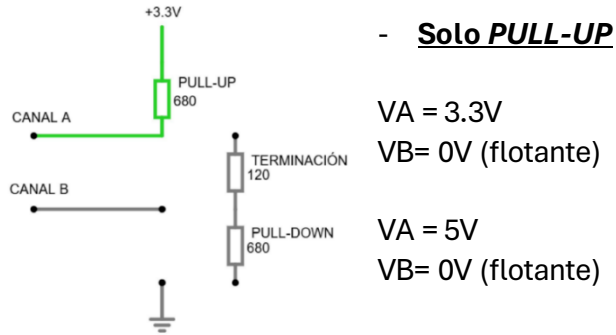 +3.3V
PULL-UP
680
CANAL A
TERMINACIÓN
120
CANAL B
PULL-DOWN
680
- Solo PULL-UP
VA = 3.3V
VB= 0V (flotante)
VA = 5V
VB= 0V (flotante)